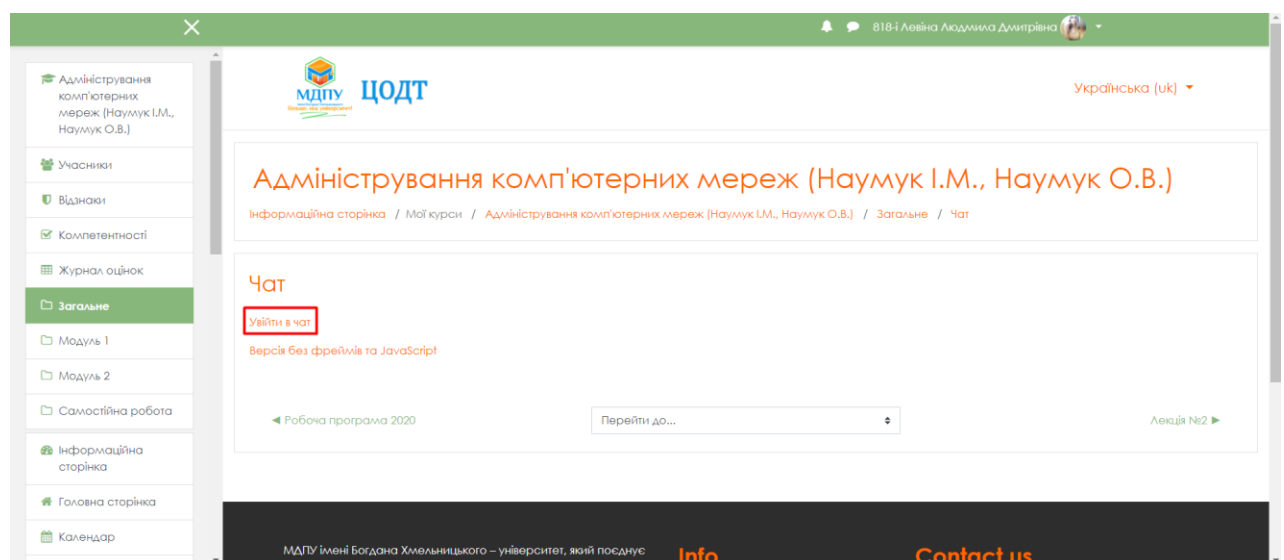 818-і Левіна Людмила Дмитрівна
Адміністрування
комп'ютерних
мереж (Наумук І.М.,
Наумук О.В.)
Учасники
Відзнаки
Компетентності
Журнал оцінок
Загальне
Модуль 1
Модуль 2
Самостійна робота
Інформаційна
сторінка
Головна сторінка
Календар
МДПУ
ЦОДТ
Українська (uk)
Адміністрування комп'ютерних мереж (Наумук І.М., Наумук О.В.)
Інформаційна сторінка / Мої курси / Адміністрування комп'ютерних мереж (Наумук І.М., Наумук О.В.) / Загальне / Чат
Чат
Увійти в чат
Версія без фреймів та JavaScript
◄ Робоча програма 2020
Перейти до...
Лекція №2 ►
МДПУ імені Богдана Хмельницького – університет, який поєднує
Info
Contact us